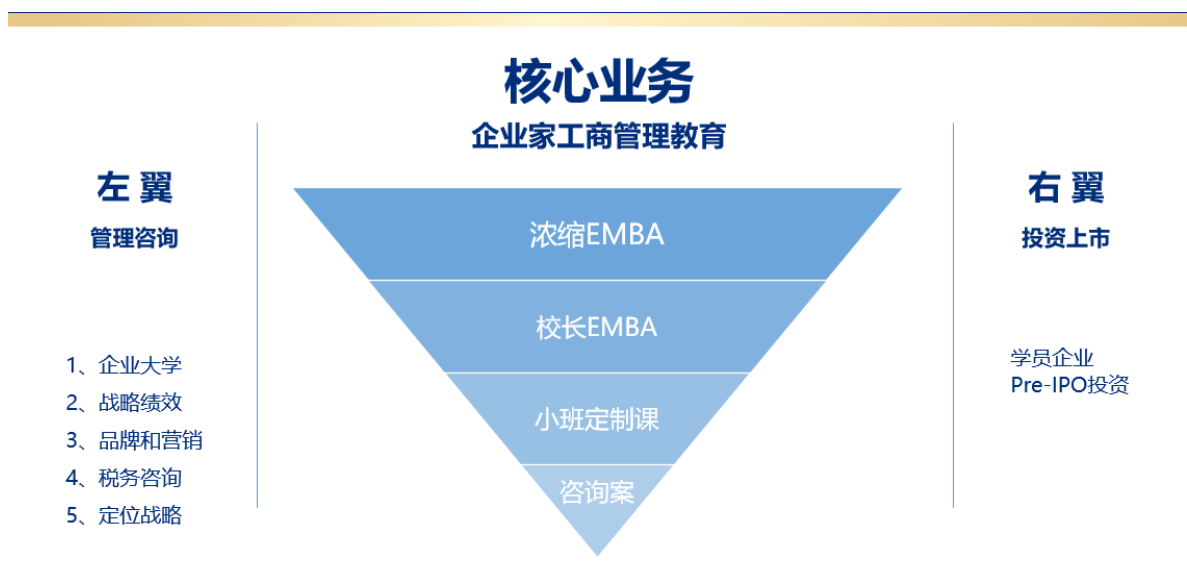 核心业务
企业家工商管理教育
左 翼
管理咨询
1、企业大学
2、战略绩效
3、品牌和营销
4、税务咨询
5、定位战略
浓缩EMBA
校长EMBA
小班定制课
咨询案
右 翼
投资上市
学员企业
Pre-IPO投资